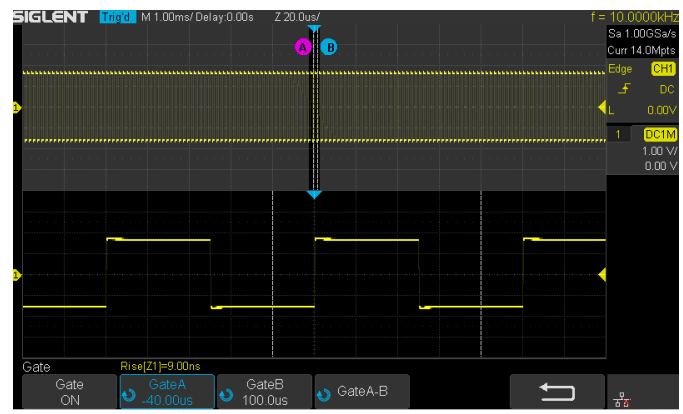 SIGLENT Trig'd M 1.00ms/ Delay:0.00s Z 20.0us/ f = 10.0000kHz
Sa 1.00GSa/s
Curr 14.0Mpts
A B
Edge CH1
DC
L 0.00V
1
1 DC1M
1.00 V/
0.00 V
1
Gate Rise[Z1]=9.00ns
Gate ON
GateA -40.00us
GateB 100.0us
GateA-B